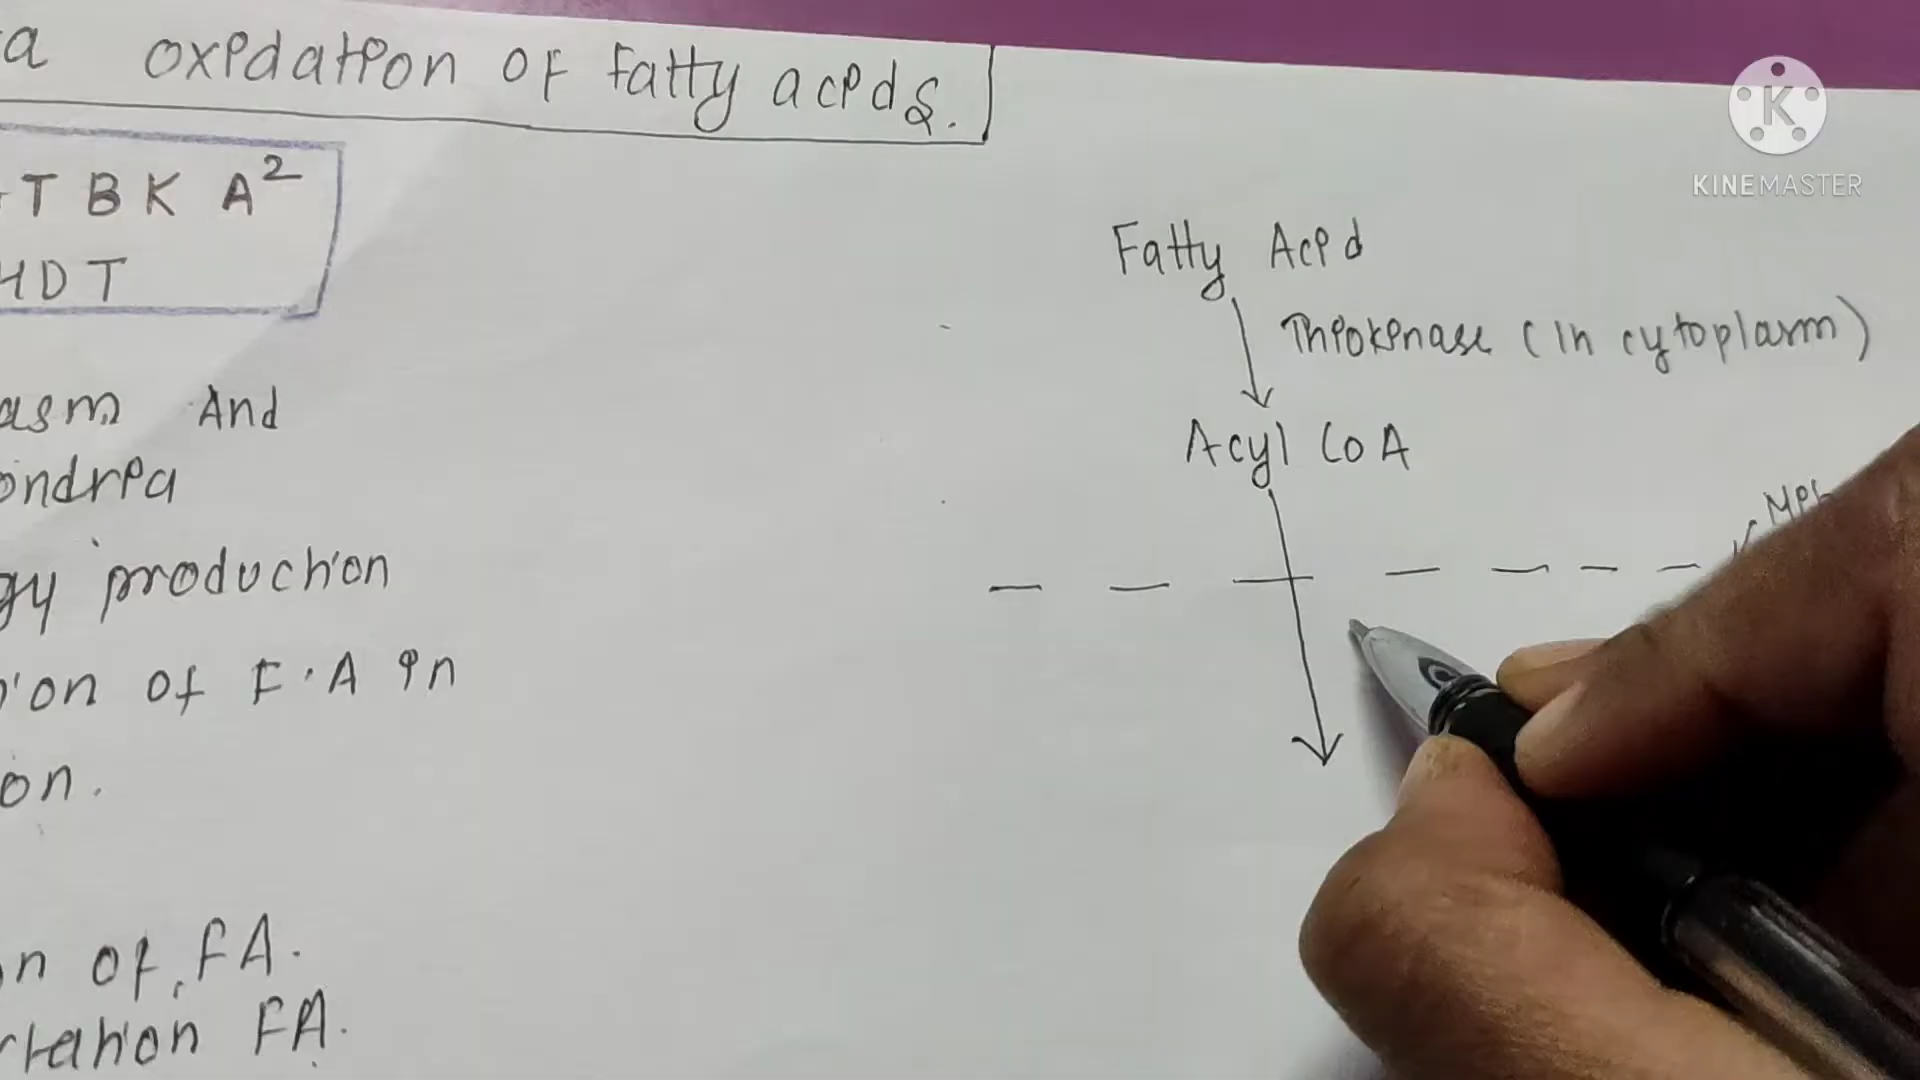 a oxidation of fatty acids.
T B K A²
HDT
asm And
ondria
gy production
ion of F.A in
on.
n of FA.
rtation FA.
KINEMASTER
Fatty Acid
Thiokinase (in cytoplasm)
Acyl CoA